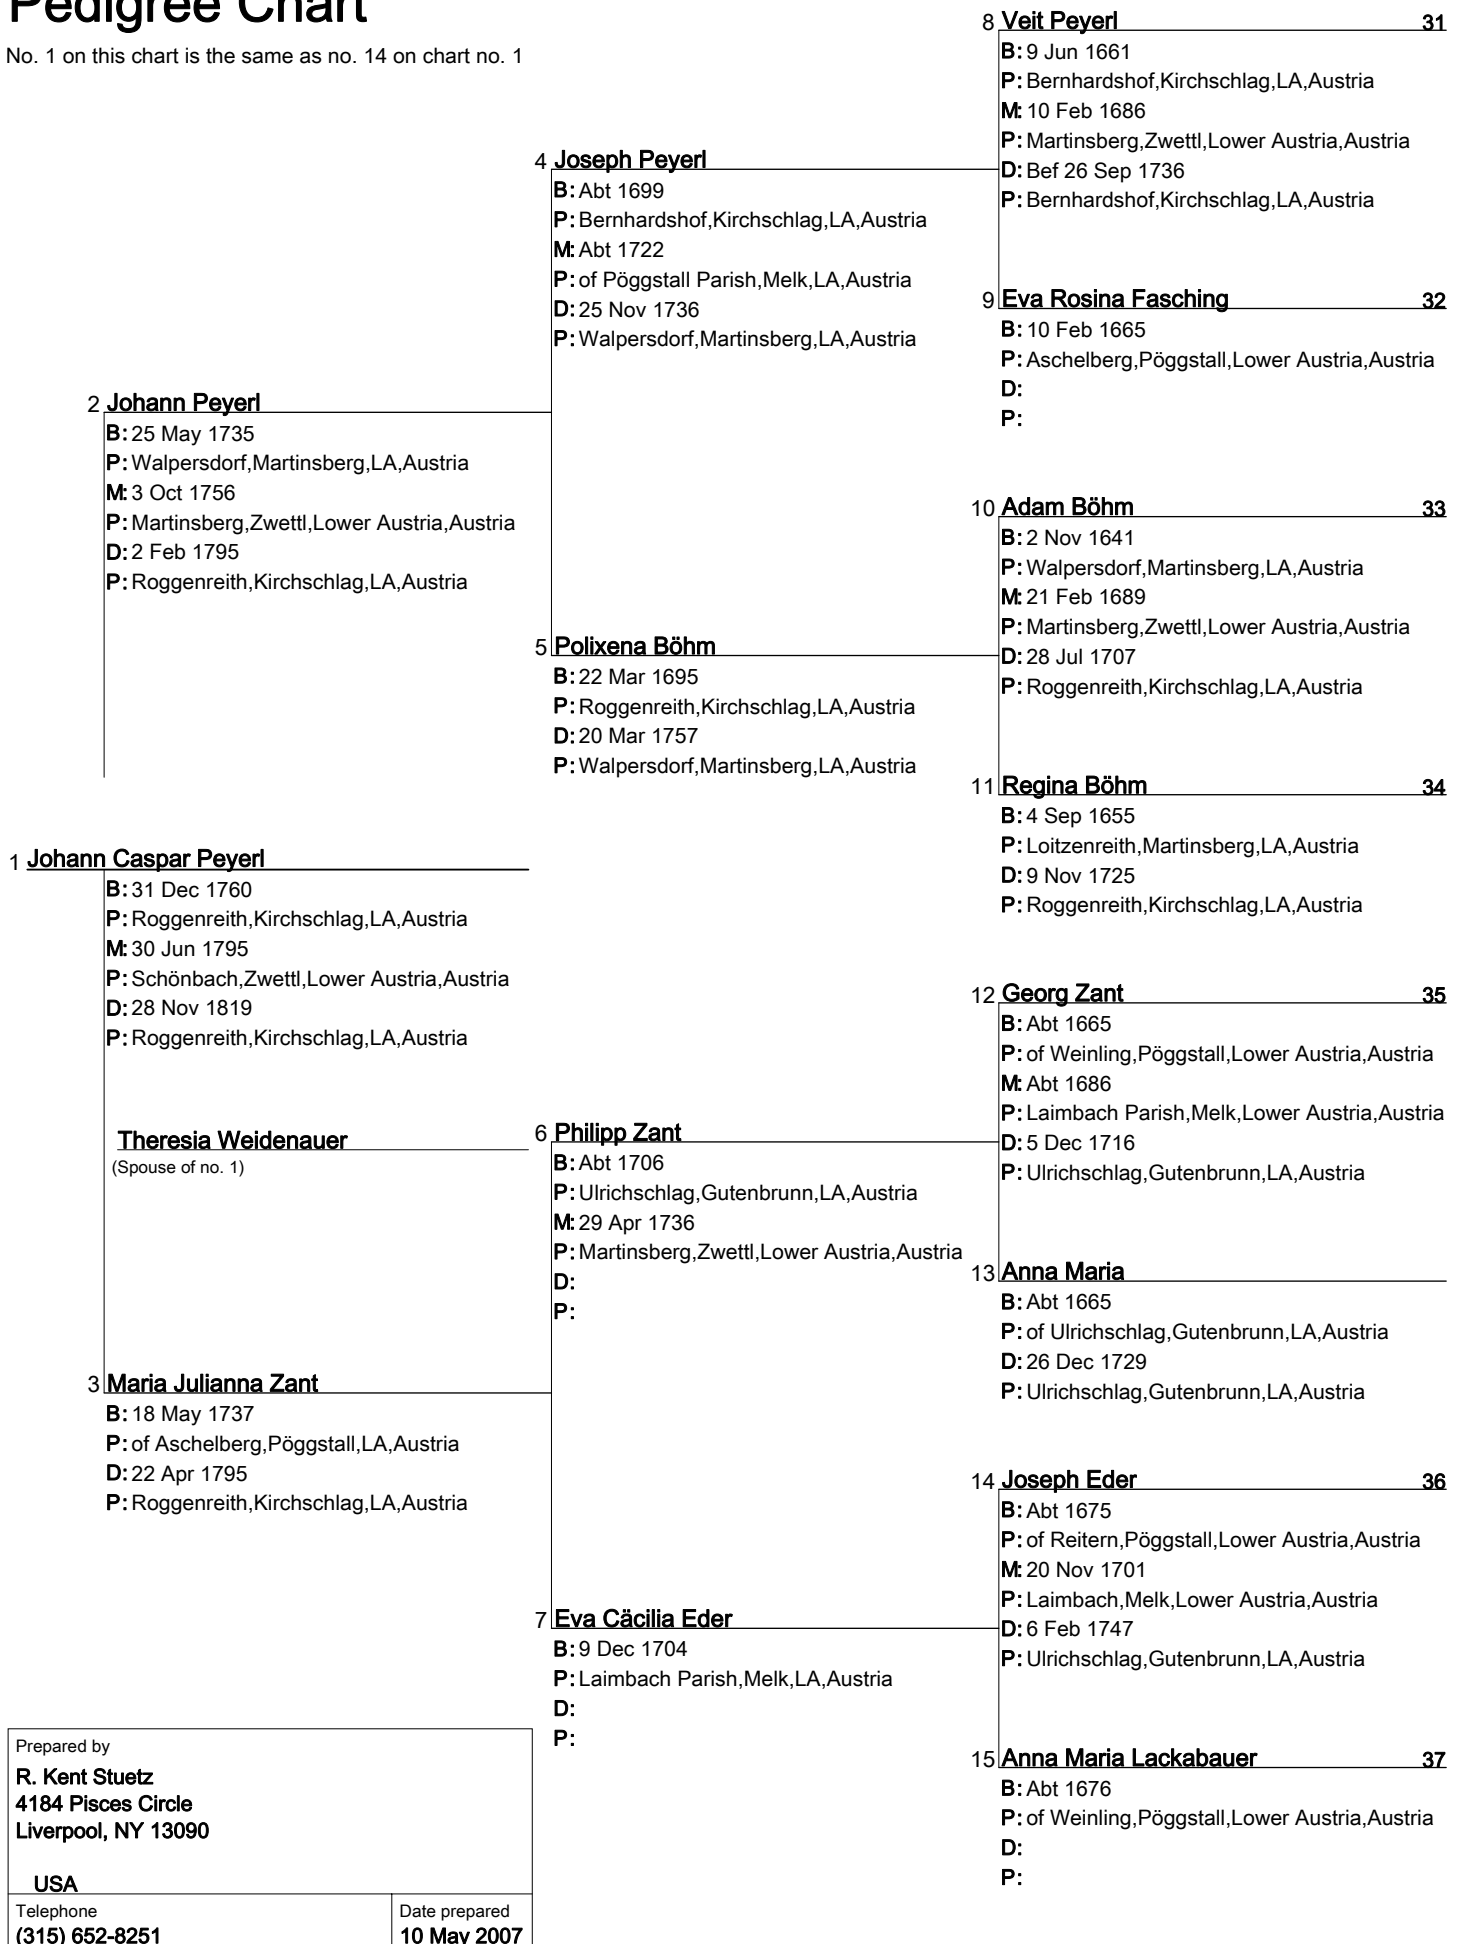 Pedigree Chart
No. 1 on this chart is the same as no. 14 on chart no. 1
8 Veit Peyerl 31
B: 9 Jun 1661
P: Bernhardshof,Kirchschlag,LA,Austria
M: 10 Feb 1686
P: Martinsberg,Zwettl,Lower Austria,Austria
D: Bef 26 Sep 1736
P: Bernhardshof,Kirchschlag,LA,Austria
4 Joseph Peyerl
B: Abt 1699
P: Bernhardshof,Kirchschlag,LA,Austria
M: Abt 1722
P: of Pöggstall Parish,Melk,LA,Austria
D: 25 Nov 1736
P: Walpersdorf,Martinsberg,LA,Austria
9 Eva Rosina Fasching 32
B: 10 Feb 1665
P: Aschelberg,Pöggstall,Lower Austria,Austria
D:
P:
2 Johann Peyerl
B: 25 May 1735
P: Walpersdorf,Martinsberg,LA,Austria
M: 3 Oct 1756
P: Martinsberg,Zwettl,Lower Austria,Austria
D: 2 Feb 1795
P: Roggenreith,Kirchschlag,LA,Austria
10 Adam Böhm 33
B: 2 Nov 1641
P: Walpersdorf,Martinsberg,LA,Austria
M: 21 Feb 1689
P: Martinsberg,Zwettl,Lower Austria,Austria
D: 28 Jul 1707
P: Roggenreith,Kirchschlag,LA,Austria
5 Polixena Böhm
B: 22 Mar 1695
P: Roggenreith,Kirchschlag,LA,Austria
D: 20 Mar 1757
P: Walpersdorf,Martinsberg,LA,Austria
11 Regina Böhm 34
B: 4 Sep 1655
P: Loitzenreith,Martinsberg,LA,Austria
D: 9 Nov 1725
P: Roggenreith,Kirchschlag,LA,Austria
1 Johann Caspar Peyerl
B: 31 Dec 1760
P: Roggenreith,Kirchschlag,LA,Austria
M: 30 Jun 1795
P: Schönbach,Zwettl,Lower Austria,Austria
D: 28 Nov 1819
P: Roggenreith,Kirchschlag,LA,Austria
12 Georg Zant 35
B: Abt 1665
P: of Weinling,Pöggstall,Lower Austria,Austria
M: Abt 1686
P: Laimbach Parish,Melk,Lower Austria,Austria
D: 5 Dec 1716
P: Ulrichschlag,Gutenbrunn,LA,Austria
Theresia Weidenauer
(Spouse of no. 1)
6 Philipp Zant
B: Abt 1706
P: Ulrichschlag,Gutenbrunn,LA,Austria
M: 29 Apr 1736
P: Martinsberg,Zwettl,Lower Austria,Austria
D:
P:
13 Anna Maria
B: Abt 1665
P: of Ulrichschlag,Gutenbrunn,LA,Austria
D: 26 Dec 1729
P: Ulrichschlag,Gutenbrunn,LA,Austria
3 Maria Julianna Zant
B: 18 May 1737
P: of Aschelberg,Pöggstall,LA,Austria
D: 22 Apr 1795
P: Roggenreith,Kirchschlag,LA,Austria
14 Joseph Eder 36
B: Abt 1675
P: of Reitern,Pöggstall,Lower Austria,Austria
M: 20 Nov 1701
P: Laimbach,Melk,Lower Austria,Austria
D: 6 Feb 1747
P: Ulrichschlag,Gutenbrunn,LA,Austria
7 Eva Cäcilia Eder
B: 9 Dec 1704
P: Laimbach Parish,Melk,LA,Austria
D:
P:
15 Anna Maria Lackabauer 37
B: Abt 1676
P: of Weinling,Pöggstall,Lower Austria,Austria
D:
P:
Prepared by
R. Kent Stuetz
4184 Pisces Circle
Liverpool, NY 13090
USA
Telephone
(315) 652-8251
Date prepared
10 May 2007